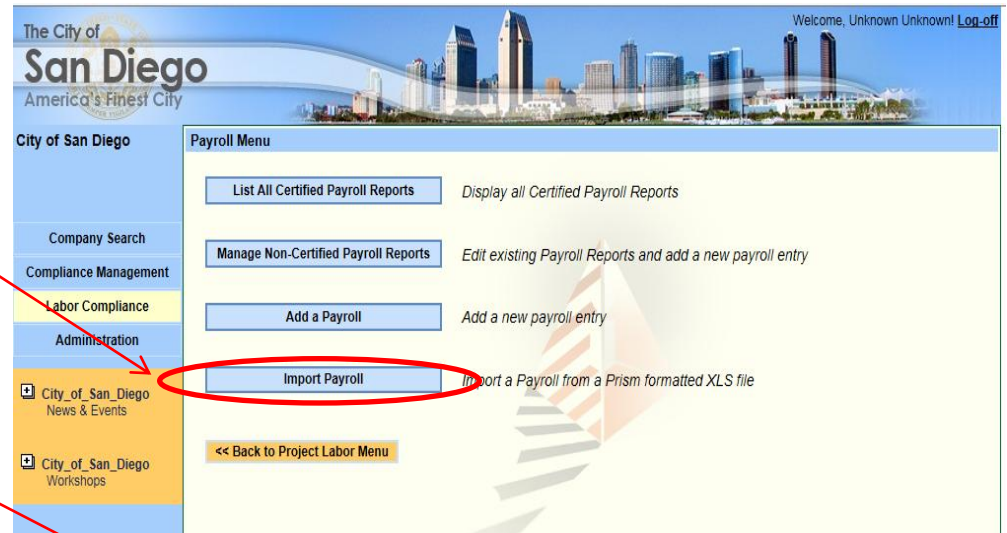 The City of
San Diego
America's Finest City
Welcome, Unknown Unknown! Log-off
City of San Diego
Payroll Menu
List All Certified Payroll Reports
Display all Certified Payroll Reports
Company Search
Manage Non-Certified Payroll Reports
Edit existing Payroll Reports and add a new payroll entry
Compliance Management
Labor Compliance
Add a Payroll
Add a new payroll entry
Administration
Import Payroll
Import a Payroll from a Prism formatted XLS file
City_of_San_Diego
News & Events
<< Back to Project Labor Menu
City_of_San_Diego
Workshops